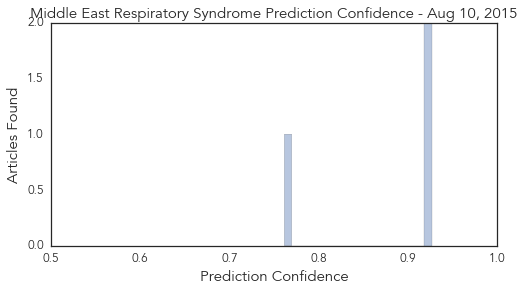 Middle East Respiratory Syndrome Prediction Confidence - Aug 10, 2015
2.0
1.5
1.0
0.5
0.0
Articles Found
0.5 0.6 0.7 0.8 0.9 1.0
Prediction Confidence